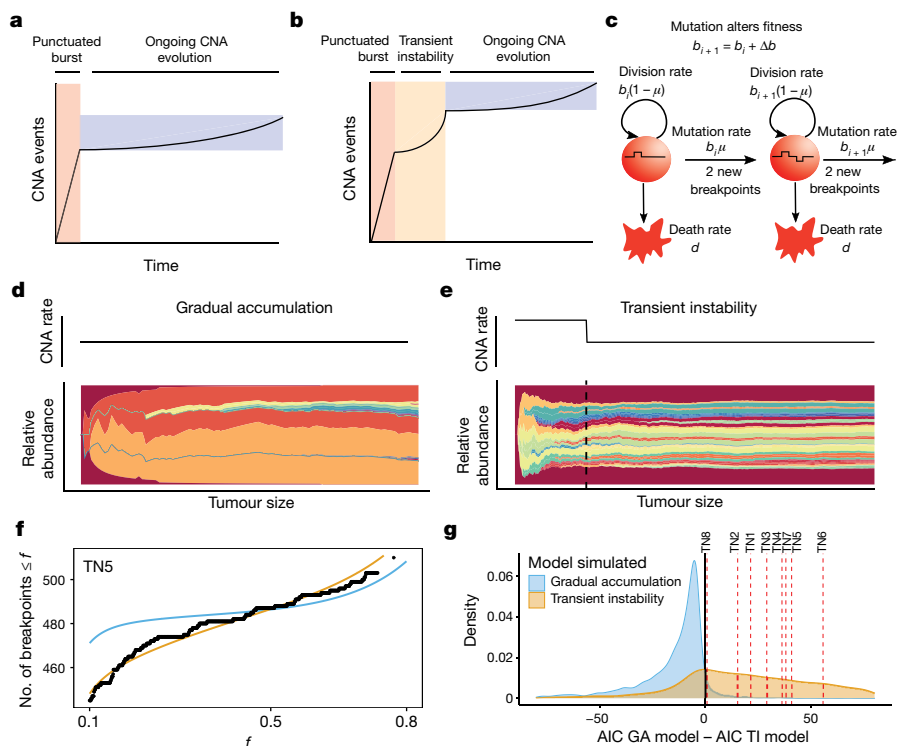 a
Punctuated burst
Ongoing CNA evolution
CNA events
Time
b
Punctuated burst
Transient instability
Ongoing CNA evolution
CNA events
Time
c
Mutation alters fitness
b_{i+1} = b_i + Δb
Division rate
b_i(1 − μ)
Division rate
b_{i+1}(1 − μ)
Mutation rate
b_iμ
2 new
breakpoints
Mutation rate
b_{i+1}μ
2 new
breakpoints
Death rate
d
Death rate
d
d
Gradual accumulation
CNA rate
Relative
abundance
Tumour size
e
Transient instability
CNA rate
Relative
abundance
Tumour size
f
TN5
No. of breakpoints ≤ f
500
480
460
0.1
0.5
0.8
f
g
TN8
TN2
TN1
TN3
TN4
TN7
TN5
TN6
Model simulated
Gradual accumulation
Transient instability
Density
0.06
0.04
0.02
0
−50
0
50
AIC GA model – AIC TI model